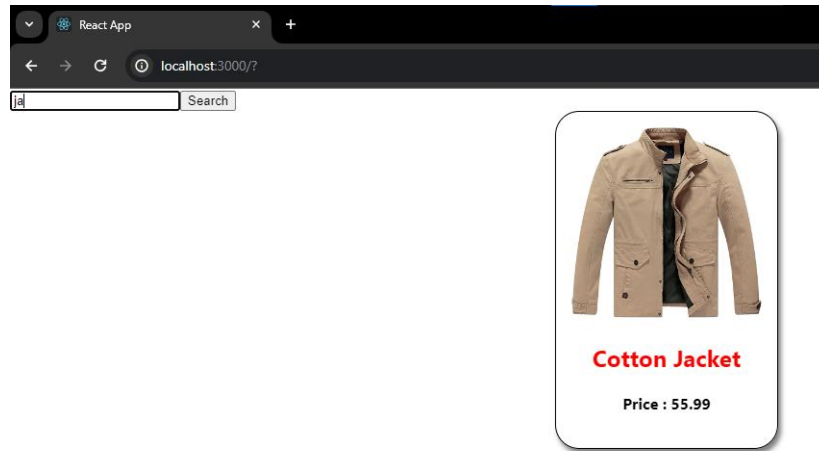 React App
localhost:3000/?
ja
Search
Cotton Jacket
Price : 55.99